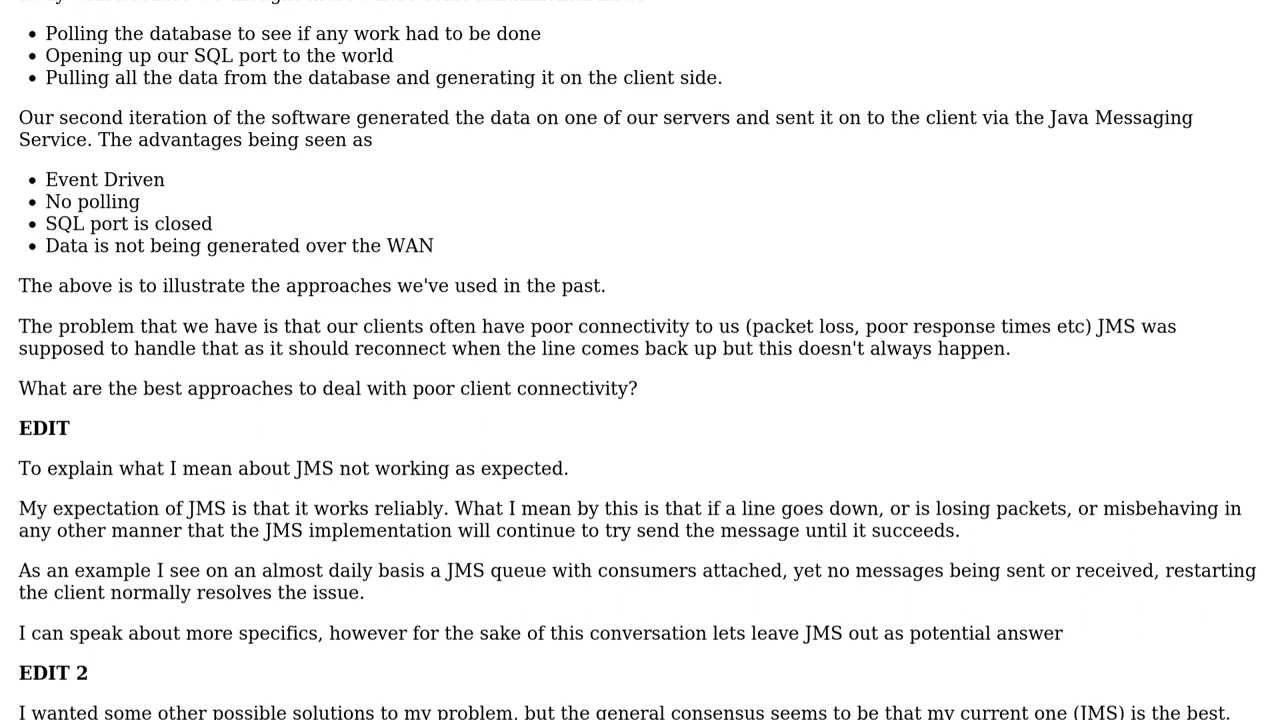 Polling the database to see if any work had to be done
Opening up our SQL port to the world
Pulling all the data from the database and generating it on the client side.
Our second iteration of the software generated the data on one of our servers and sent it on to the client via the Java Messaging
Service. The advantages being seen as
Event Driven
No polling
SQL port is closed
Data is not being generated over the WAN
The above is to illustrate the approaches we've used in the past.
The problem that we have is that our clients often have poor connectivity to us (packet loss, poor response times etc) JMS was
supposed to handle that as it should reconnect when the line comes back up but this doesn't always happen.
What are the best approaches to deal with poor client connectivity?
EDIT
To explain what I mean about JMS not working as expected.
My expectation of JMS is that it works reliably. What I mean by this is that if a line goes down, or is losing packets, or misbehaving in
any other manner that the JMS implementation will continue to try send the message until it succeeds.
As an example I see on an almost daily basis a JMS queue with consumers attached, yet no messages being sent or received, restarting
the client normally resolves the issue.
I can speak about more specifics, however for the sake of this conversation lets leave JMS out as potential answer
EDIT 2
I wanted some other possible solutions to my problem, but the general consensus seems to be that my current one (JMS) is the best.